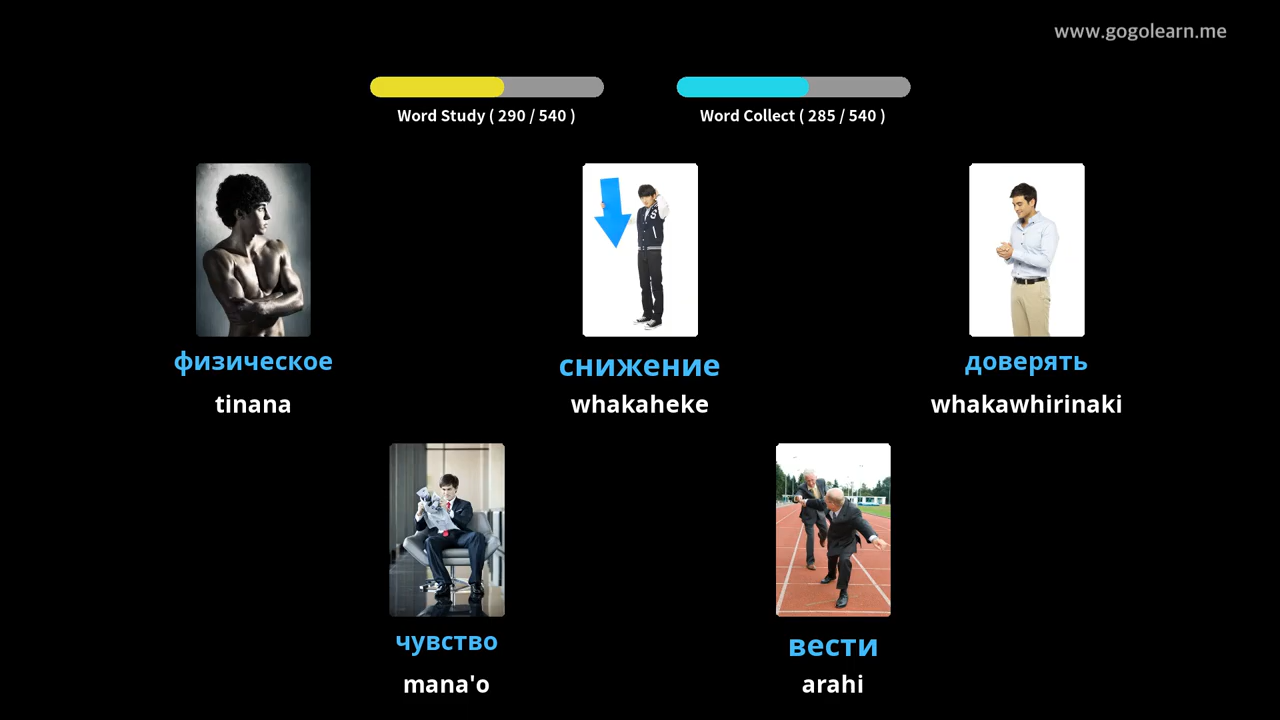 www.gogolearn.me
Word Study ( 290 / 540 )
Word Collect ( 285 / 540 )
физическое
tinana
снижение
whakaheke
доверять
whakawhirinaki
чувство
mana'o
вести
arahi